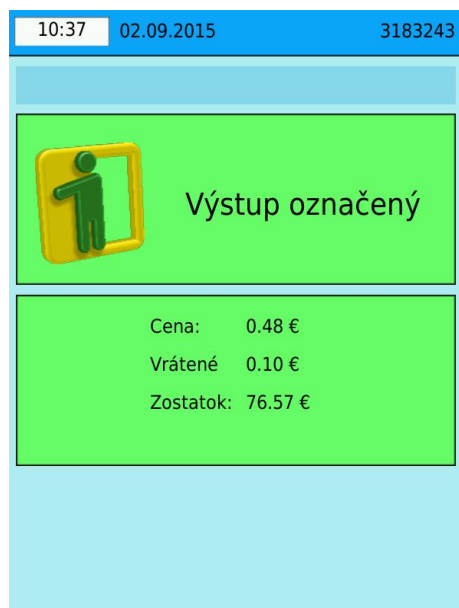 10:37 02.09.2015 3183243
Výstup označený
Cena: 0.48 €
Vrátené 0.10 €
Zostatok: 76.57 €